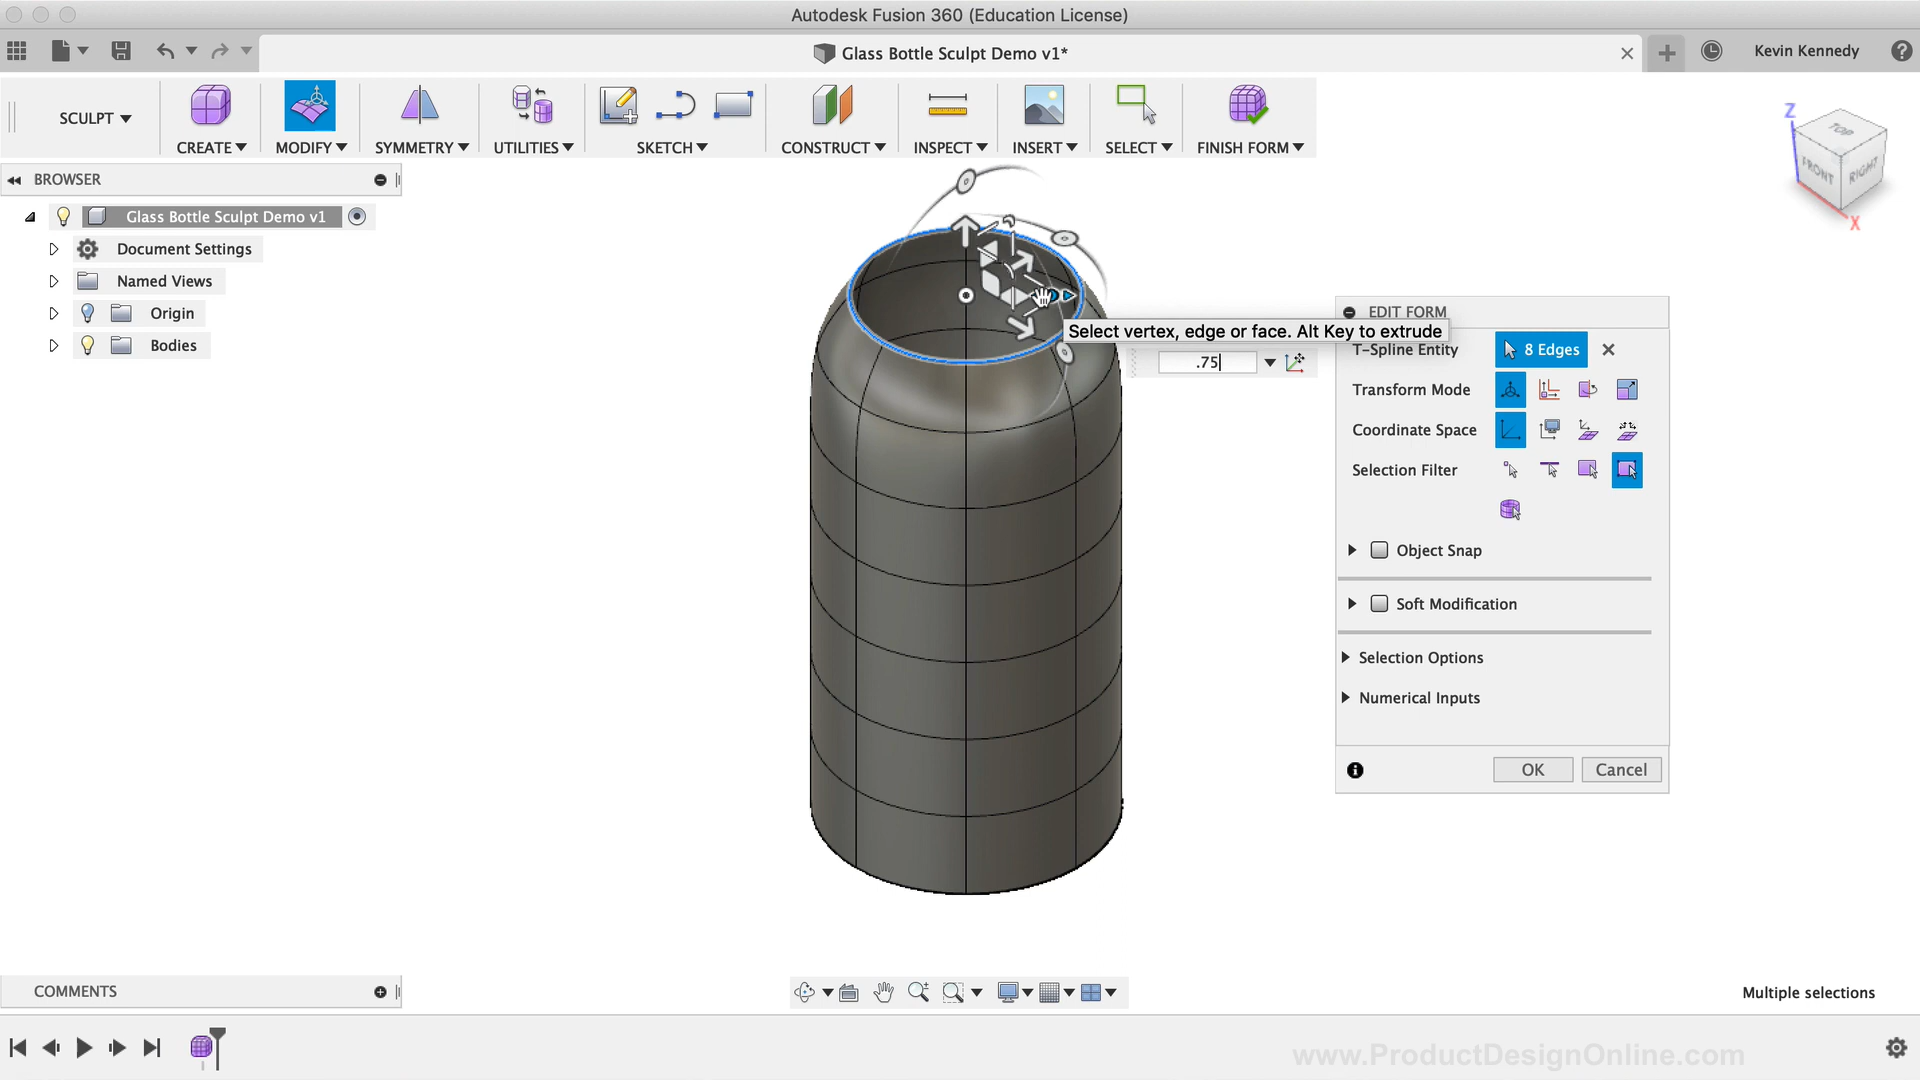 Autodesk Fusion 360 (Education License)
Glass Bottle Sculpt Demo v1*
Kevin Kennedy
SCULPT
CREATE
MODIFY
SYMMETRY
UTILITIES
SKETCH
CONSTRUCT
INSPECT
INSERT
SELECT
FINISH FORM
BROWSER
Glass Bottle Sculpt Demo v1
Document Settings
Named Views
Origin
Bodies
Z
TOP
FRONT
RIGHT
X
EDIT FORM
Select vertex, edge or face. Alt Key to extrude
T-Spline Entity
8 Edges
.75
Transform Mode
Coordinate Space
Selection Filter
Object Snap
Soft Modification
Selection Options
Numerical Inputs
OK
Cancel
COMMENTS
Multiple selections
www.ProductDesignOnline.com